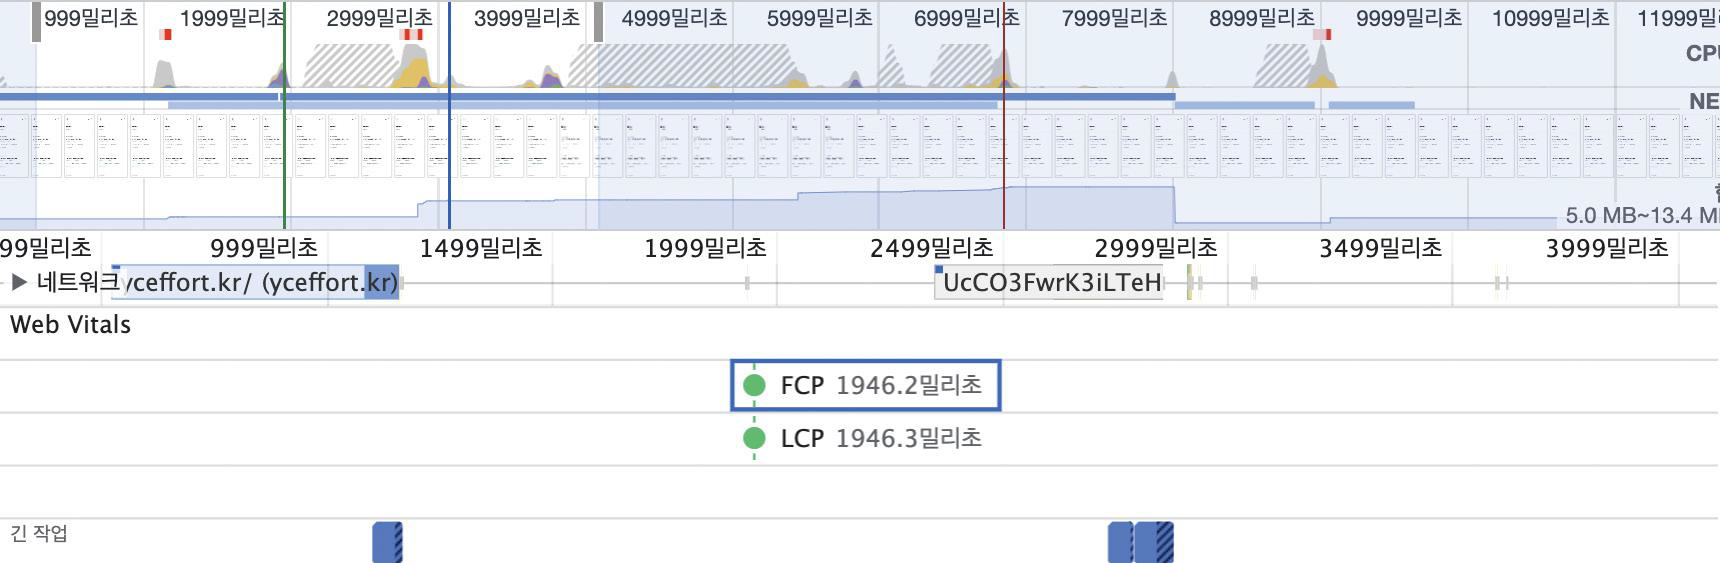 999밀리초 1999밀리초 2999밀리초 3999밀리초 4999밀리초 5999밀리초 6999밀리초 7999밀리초 8999밀리초 9999밀리초 10999밀리초 11999밀리
CPU
NE
5.0 MB~13.4 M
99밀리초 999밀리초 1499밀리초 1999밀리초 2499밀리초 2999밀리초 3499밀리초 3999밀리초
▶ 네트워크 yceffort.kr/ (yceffort.kr) UcCO3FwrK3iLTeH
Web Vitals
FCP 1946.2밀리초
LCP 1946.3밀리초
긴 작업